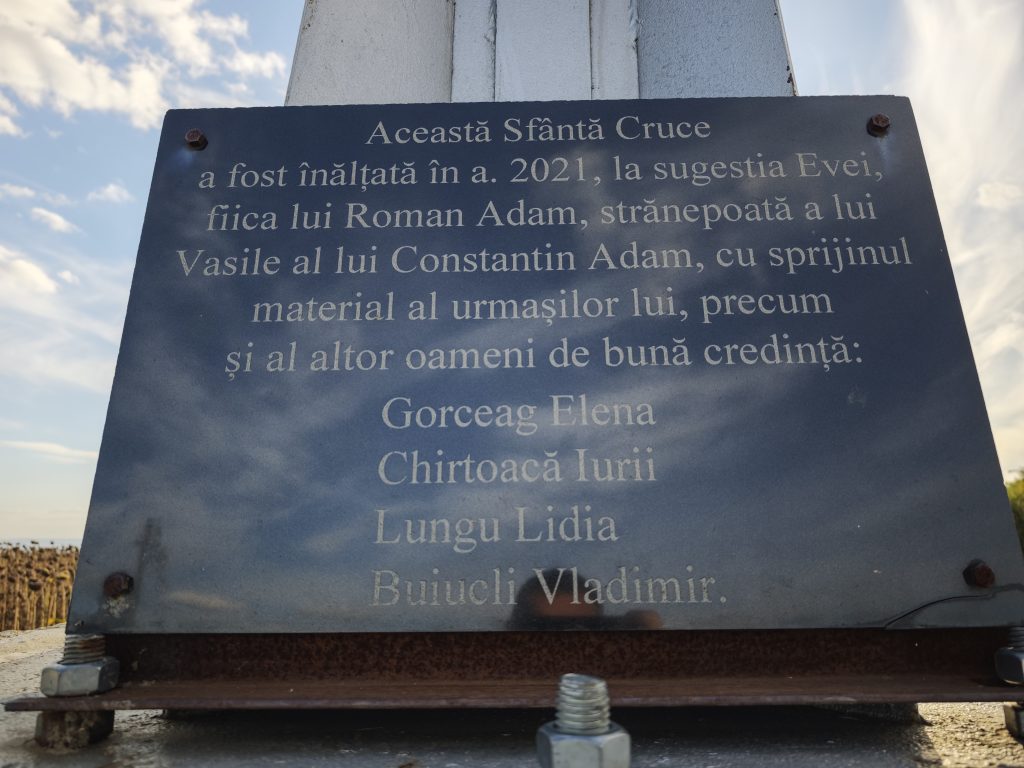 Această Sfântă Cruce
a fost înălțată în a. 2021, la sugestia Evei,
fiica lui Roman Adam, strănepoată a lui
Vasile al lui Constantin Adam, cu sprijinul
material al urmașilor lui, precum
și al altor oameni de bună credință:
Gorceag Elena
Chirtoacă Iurii
Lungu Lidia
Buiucli Vladimir.